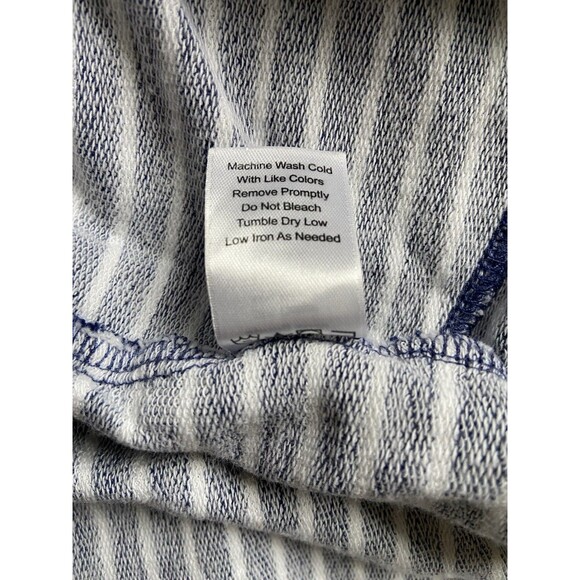 Machine Wash Cold
With Like Colors
Remove Promptly
Do Not Bleach
Tumble Dry Low
Low Iron As Needed